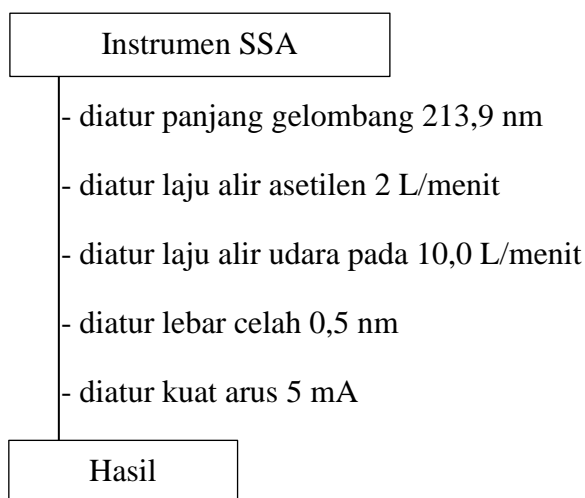 Instrumen SSA
- diatur panjang gelombang 213,9 nm
- diatur laju alir asetilen 2 L/menit
- diatur laju alir udara pada 10,0 L/menit
- diatur lebar celah 0,5 nm
- diatur kuat arus 5 mA
Hasil